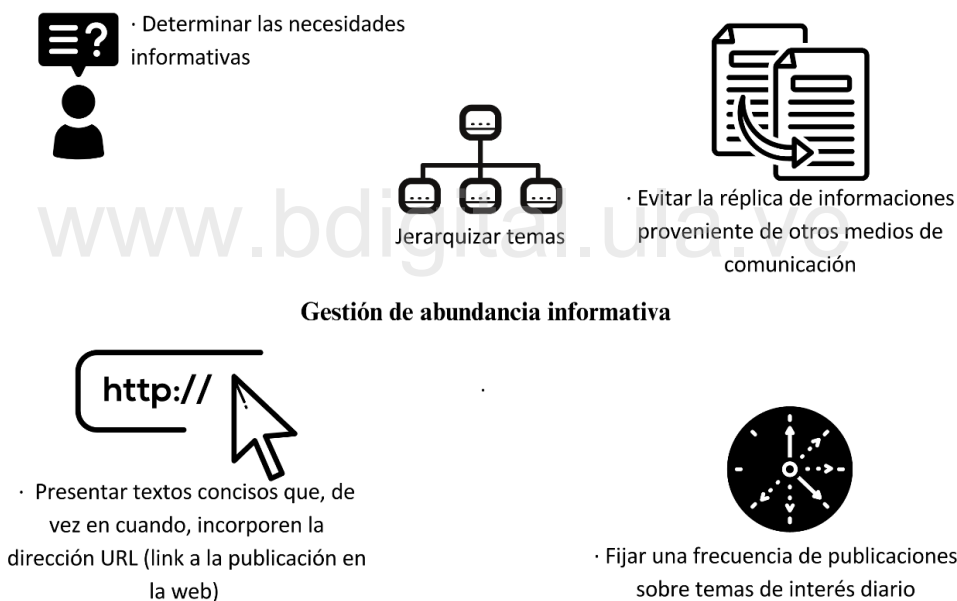 · Determinar las necesidades
informativas
Jerarquizar temas
· Evitar la réplica de informaciones
proveniente de otros medios de
comunicación
www.bdigital.ula.ve
Gestión de abundancia informativa
http://
· Presentar textos concisos que, de
vez en cuando, incorporen la
dirección URL (link a la publicación en
la web)
· Fijar una frecuencia de publicaciones
sobre temas de interés diario